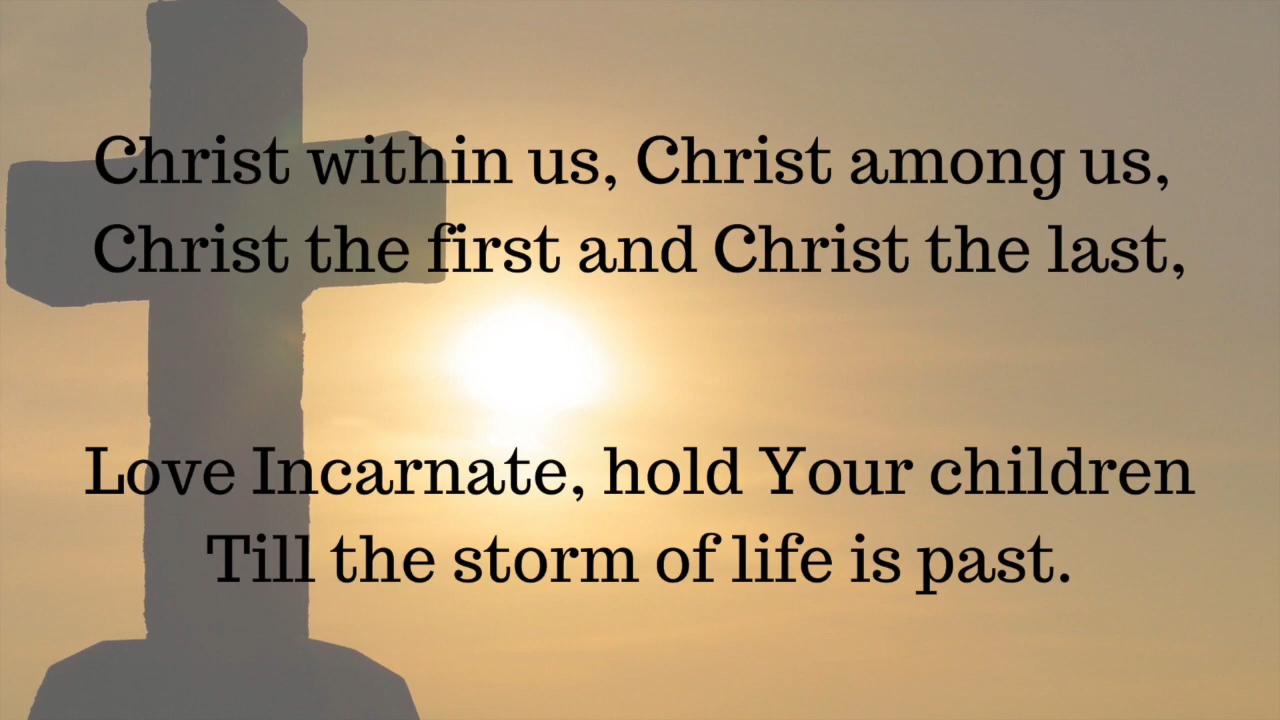 Christ within us, Christ among us,
Christ the first and Christ the last,
Love Incarnate, hold Your children
Till the storm of life is past.